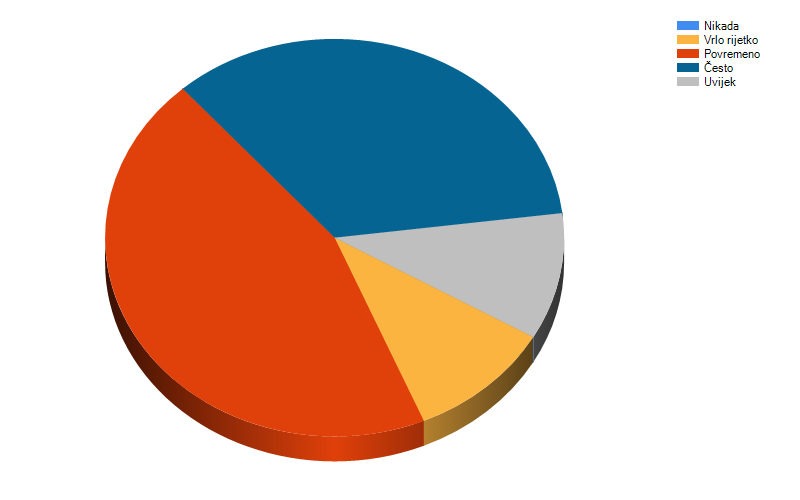 Nikada
Vrlo rijetko
Povremeno
Često
Uvijek